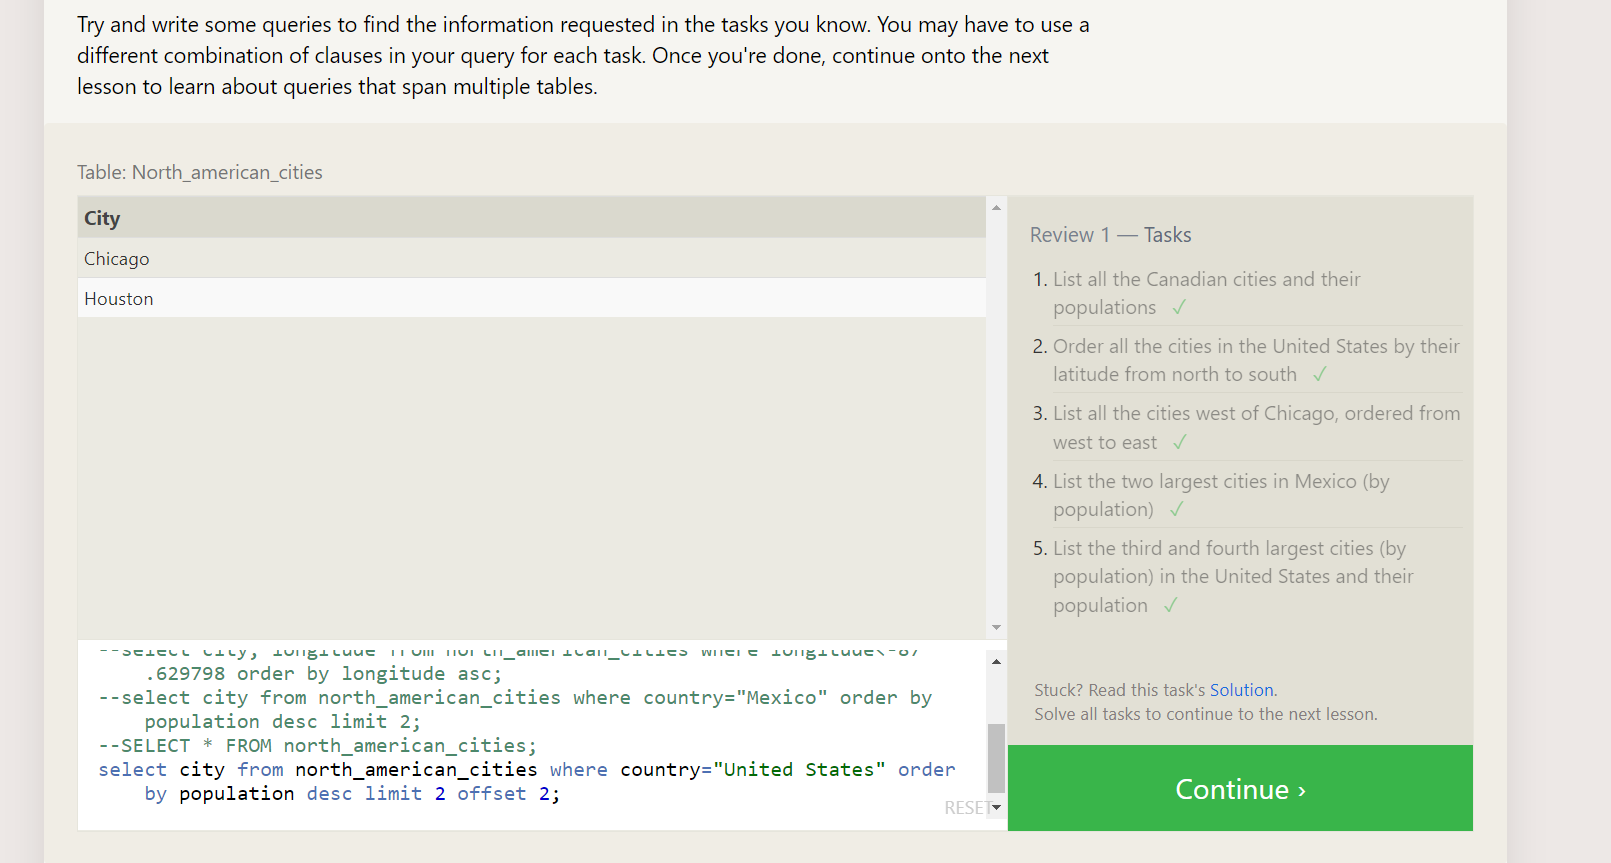 Try and write some queries to find the information requested in the tasks you know. You may have to use a
different combination of clauses in your query for each task. Once you're done, continue onto the next
lesson to learn about queries that span multiple tables.
Table: North_american_cities
City
Chicago
Houston
--select city, longitude from north_american_cities where longitude<-87
.629798 order by longitude asc;
--select city from north_american_cities where country="Mexico" order by
population desc limit 2;
--SELECT * FROM north_american_cities;
select city from north_american_cities where country="United States" order
by population desc limit 2 offset 2;
RESET
Review 1 — Tasks
1. List all the Canadian cities and their
populations ✓
2. Order all the cities in the United States by their
latitude from north to south ✓
3. List all the cities west of Chicago, ordered from
west to east ✓
4. List the two largest cities in Mexico (by
population) ✓
5. List the third and fourth largest cities (by
population) in the United States and their
population ✓
Stuck? Read this task's Solution.
Solve all tasks to continue to the next lesson.
Continue ›